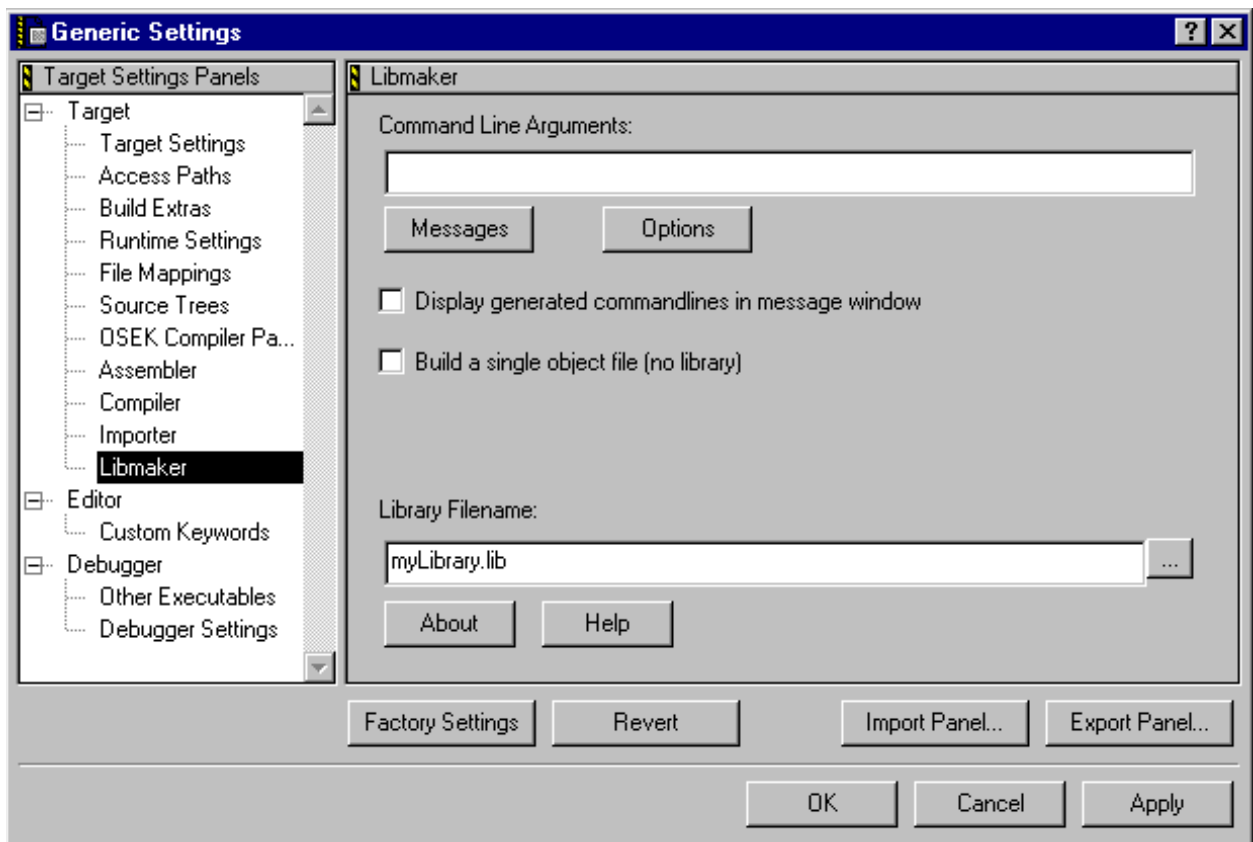 Generic Settings
Target Settings Panels
Target
Target Settings
Access Paths
Build Extras
Runtime Settings
File Mappings
Source Trees
OSEK Compiler Pa...
Assembler
Compiler
Importer
Libmaker
Editor
Custom Keywords
Debugger
Other Executables
Debugger Settings
Libmaker
Command Line Arguments:
Messages Options
Display generated commandlines in message window
Build a single object file (no library)
Library Filename:
myLibrary.lib ...
About Help
Factory Settings Revert Import Panel... Export Panel...
OK Cancel Apply